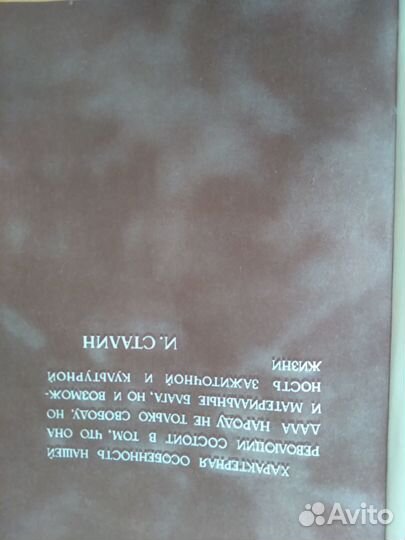 ХАРАКТЕРНАЯ ОСОБЕННОСТЬ НАШЕЙ
РЕВОЛЮЦИИ СОСТОИТ В ТОМ, ЧТО ОНА
ДАЛА НАРОДУ НЕ ТОЛЬКО СВОБОДУ, НО
И МАТЕРИАЛЬНЫЕ БЛАГА, НО И ВОЗМОЖ-
НОСТЬ ЗАЖИТОЧНОЙ И КУЛЬТУРНОЙ
ЖИЗНИ
И. СТАЛИН
Avito